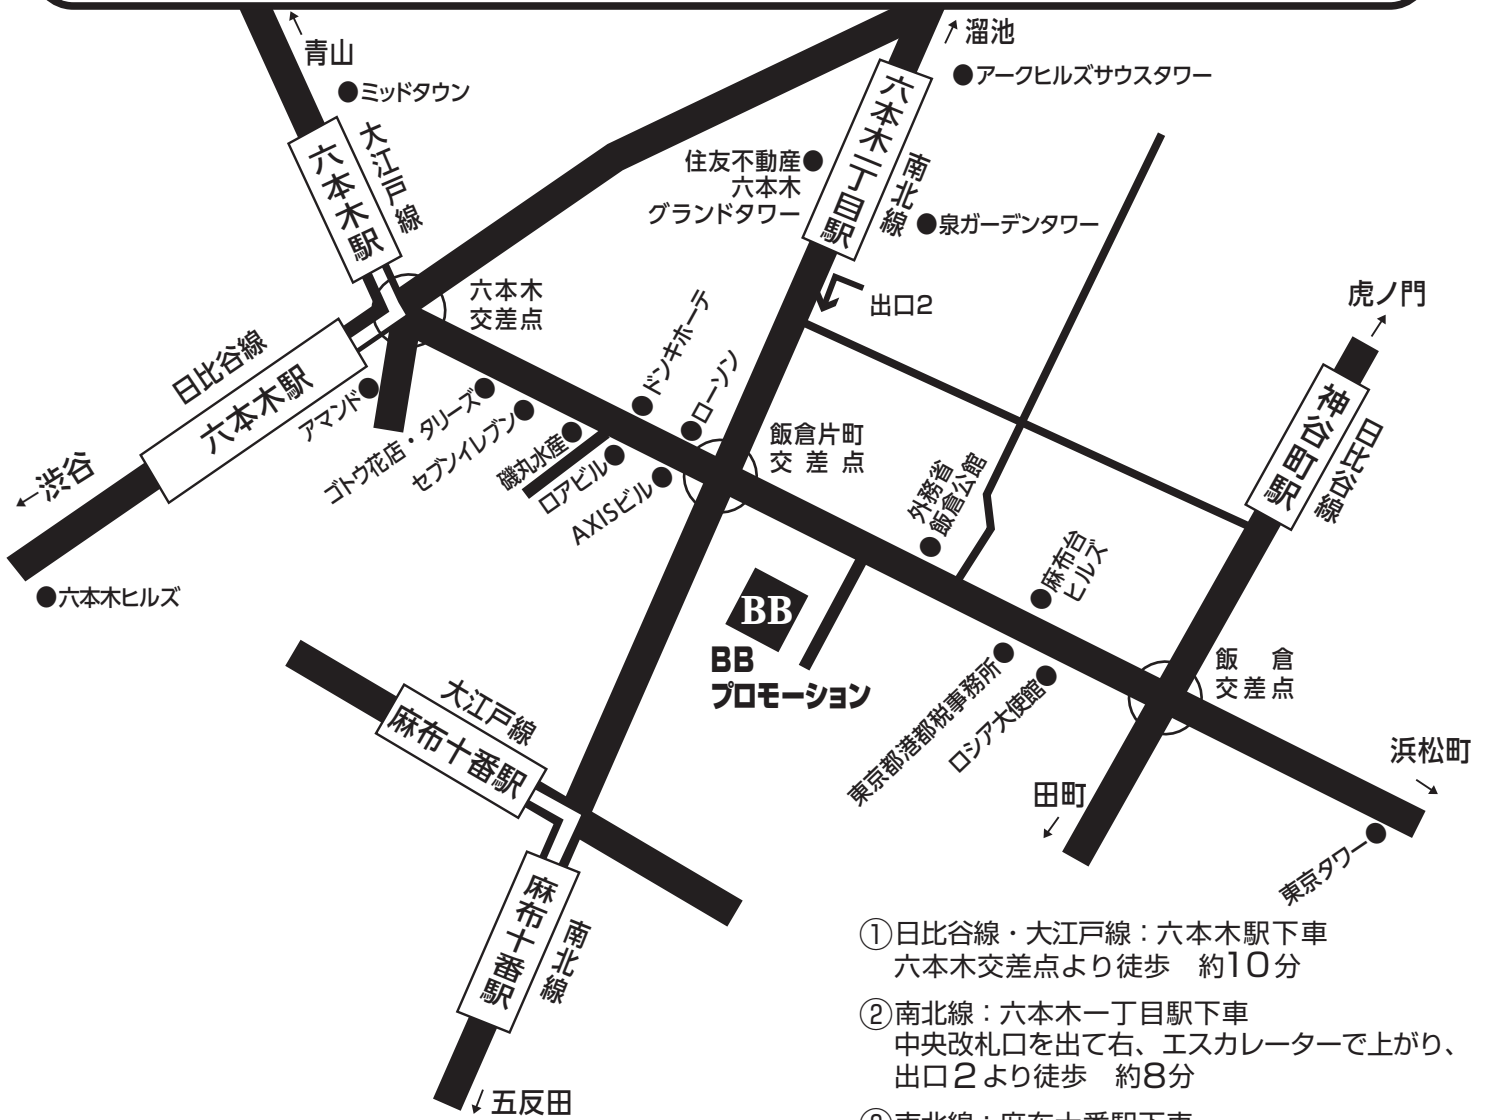 青山
ミッドタウン
大江戸線
六本木駅
溜池
アークヒルズサウスタワー
六本木一丁目駅
南北線
住友不動産
六本木
グランドタワー
泉ガーデンタワー
出口2
六本木
交差点
日比谷線
六本木駅
アマンド
ゴトウ花店・タリーズ
セブンイレブン
磯丸水産
ロアビル
AXISビル
ドンキホーテ
ローソン
飯倉片町
交差点
虎ノ門
神谷町駅
日比谷線
外務省
飯倉公館
麻布台
ヒルズ
←渋谷
六本木ヒルズ
BB
BB
プロモーション
東京都港都税事務所
ロシア大使館
飯倉
交差点
浜松町
田町
東京タワー
大江戸線
麻布十番駅
麻布十番駅
南北線
五反田
①日比谷線・大江戸線：六本木駅下車
六本木交差点より徒歩　約10分
②南北線：六本木一丁目駅下車
中央改札口を出て右、エスカレーターで上がり、
出口2より徒歩　約8分
③南北線：麻布十番駅下車